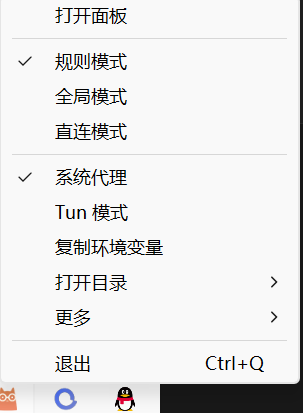 打开面板
规则模式
全局模式
直连模式
系统代理
Tun 模式
复制环境变量
打开目录
更多
退出 Ctrl+Q